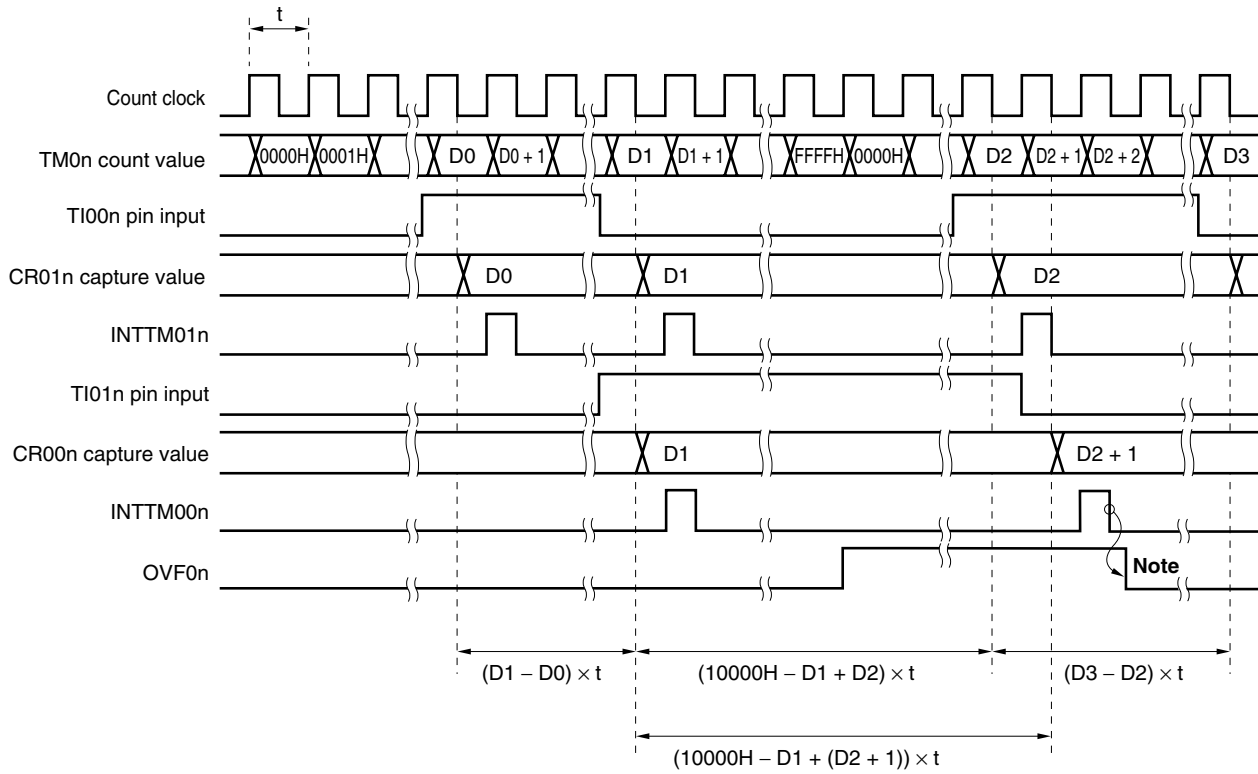 t
Count clock
TM0n count value
0000H 0001H D0 D0 + 1 D1 D1 + 1 FFFFH 0000H D2 D2 + 1 D2 + 2 D3
TI00n pin input
CR01n capture value
D0 D1 D2
INTTM01n
TI01n pin input
CR00n capture value
D1 D2 + 1
INTTM00n
OVF0n
Note
(D1 – D0) × t (10000H – D1 + D2) × t (D3 – D2) × t
(10000H – D1 + (D2 + 1)) × t